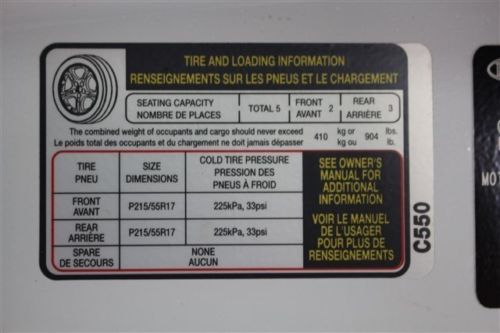 TIRE AND LOADING INFORMATION
RENSEIGNEMENTS SUR LES PNEUS ET LE CHARGEMENT
SEATING CAPACITY
NOMBRE DE PLACES
TOTAL 5
FRONT
AVANT 2
REAR
ARRIÈRE 3
The combined weight of occupants and cargo should never exceed
Le poids total des occupants et du chargement ne doit jamais dépasser
410 kg or 904 lbs.
kg ou lb.
TIRE
PNEU
SIZE
DIMENSIONS
COLD TIRE PRESSURE
PRESSION DES
PNEUS À FROID
FRONT
AVANT
P215/55R17
225kPa, 33psi
REAR
ARRIÈRE
P215/55R17
225kPa, 33psi
SPARE
DE SECOURS
NONE
AUCUN
SEE OWNER'S
MANUAL FOR
ADDITIONAL
INFORMATION
VOIR LE MANUEL
DE L'USAGER
POUR PLUS DE
RENSEIGNEMENTS
C550